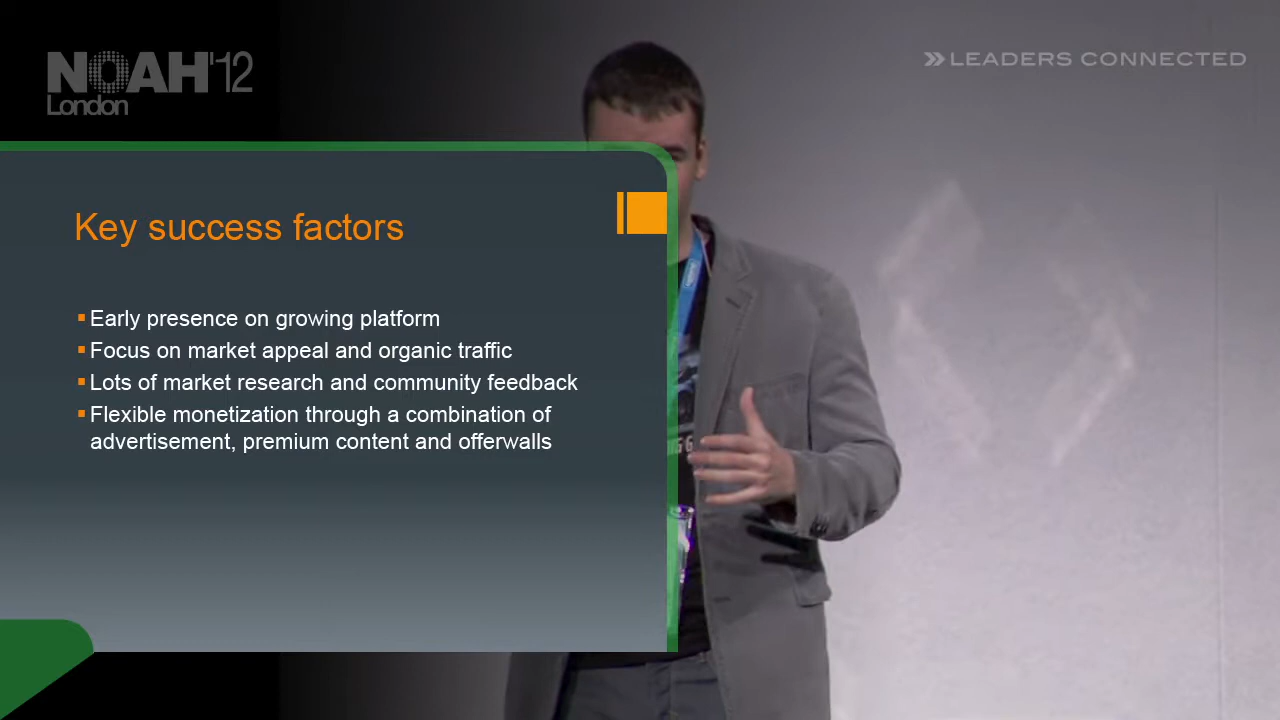 NOAH'12
London
LEADERS CONNECTED
Key success factors
Early presence on growing platform
Focus on market appeal and organic traffic
Lots of market research and community feedback
Flexible monetization through a combination of
advertisement, premium content and offerwalls